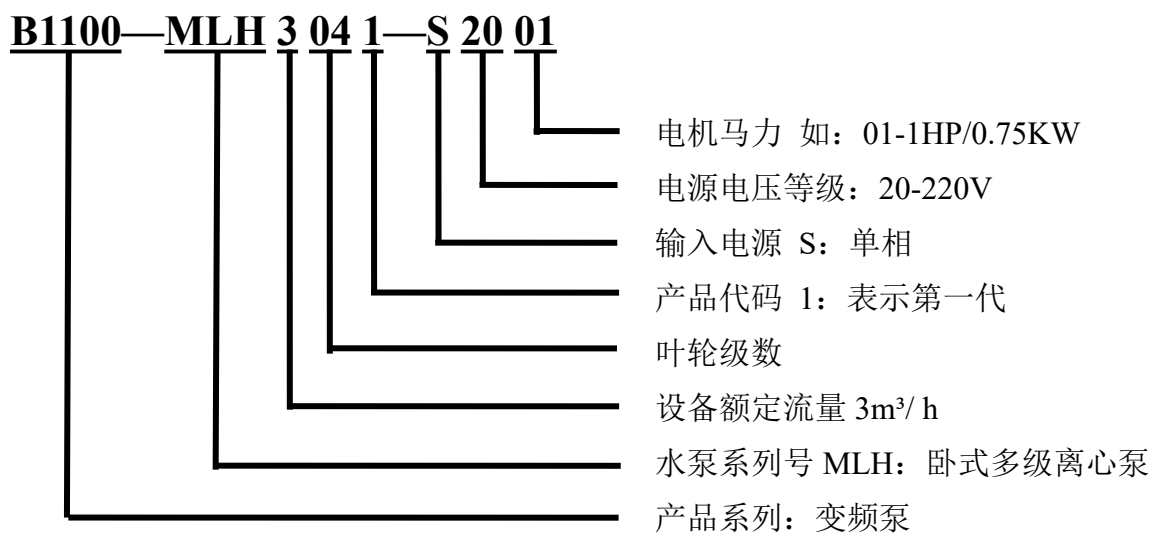 B1100—MLH 3 04 1—S 20 01
电机马力 如：01-1HP/0.75KW
电源电压等级：20-220V
输入电源 S：单相
产品代码 1：表示第一代
叶轮级数
设备额定流量 3m³/ h
水泵系列号 MLH：卧式多级离心泵
产品系列：变频泵